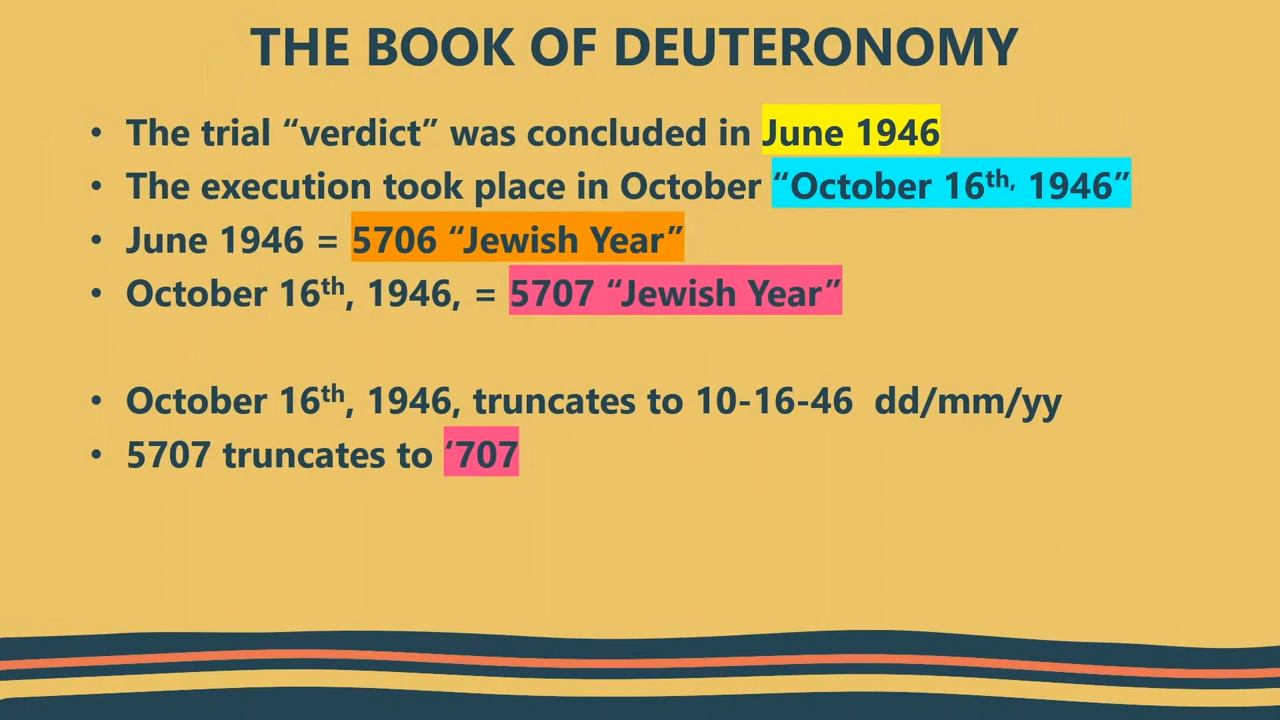 THE BOOK OF DEUTERONOMY
• The trial “verdict” was concluded in June 1946
• The execution took place in October “October 16th, 1946”
• June 1946 = 5706 “Jewish Year”
• October 16th, 1946, = 5707 “Jewish Year”
• October 16th, 1946, truncates to 10-16-46 dd/mm/yy
• 5707 truncates to ‘707